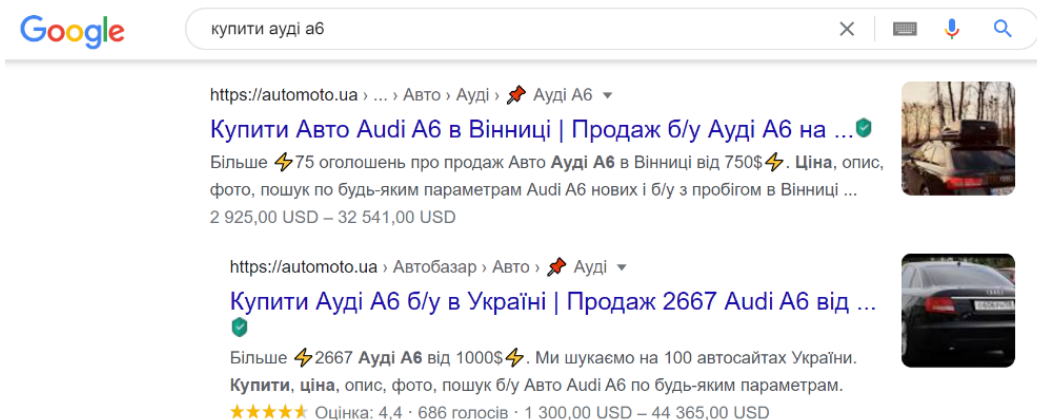 Google
купити ауді а6
https://automoto.ua › ... › Авто › Ауді › 📌 Ауді А6
Купити Авто Audi A6 в Вінниці | Продаж б/у Ауді А6 на ...
Більше ⚡75 оголошень про продаж Авто Ауді А6 в Вінниці від 750$⚡. Ціна, опис,
фото, пошук по будь-яким параметрам Audi A6 нових і б/у з пробігом в Вінниці ...
2 925,00 USD – 32 541,00 USD
https://automoto.ua › Автобазар › Авто › 📌 Ауді
Купити Ауді А6 б/у в Україні | Продаж 2667 Audi A6 від ...
Більше ⚡2667 Ауді А6 від 1000$⚡. Ми шукаємо на 100 автосайтах України.
Купити, ціна, опис, фото, пошук б/у Авто Audi A6 по будь-яким параметрам.
Оцінка: 4,4 · 686 голосів · 1 300,00 USD – 44 365,00 USD